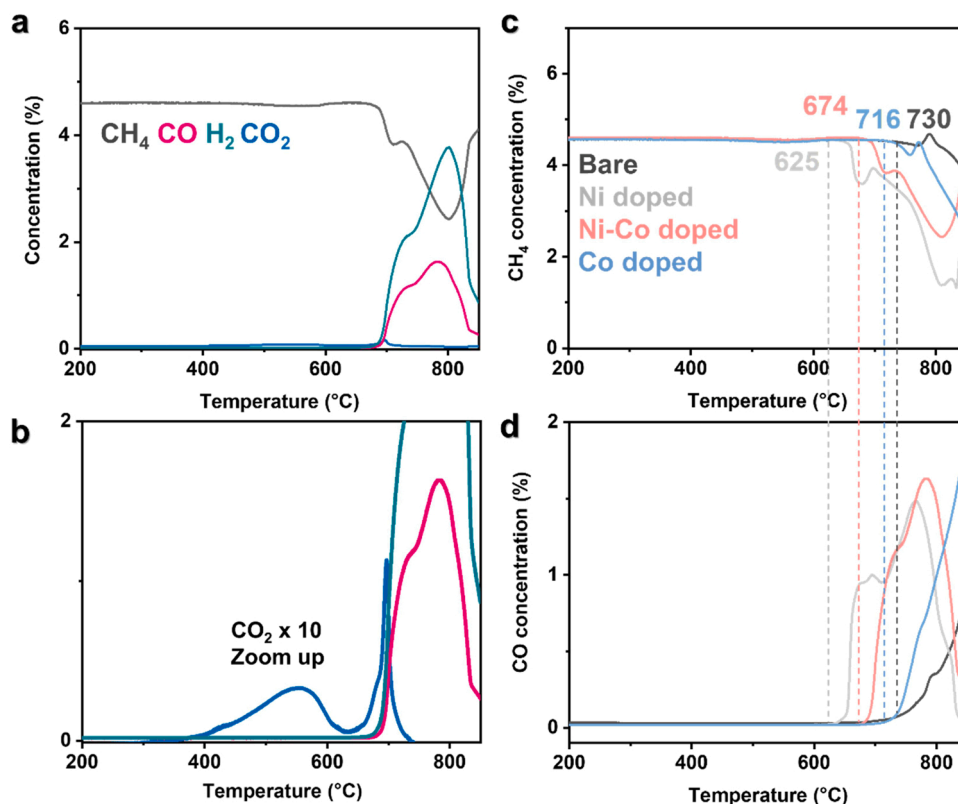 a
6
4
2
0
Concentration (%)
CH₄ CO H₂ CO₂
200
400
600
800
Temperature (°C)
b
2
1
0
CO₂ x 10
Zoom up
200
400
600
800
Temperature (°C)
c
6
4
2
0
CH₄ concentration (%)
674
716
730
625
Bare
Ni doped
Ni-Co doped
Co doped
200
400
600
800
Temperature (°C)
d
2
1
0
CO concentration (%)
200
400
600
800
Temperature (°C)